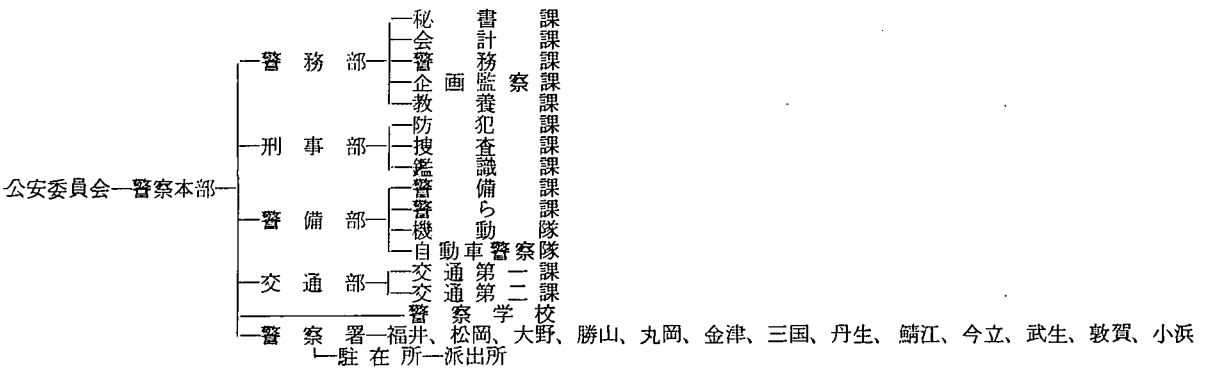 秘書課
会計課
警務部 警務課
企画監察課
教養課
防犯課
刑事部 捜査課
鑑識課
公安委員会 警察本部 警備課
警備部 警ら課
機動隊
自動車警察隊
交通部 交通第一課
交通第二課
警察学校
警察署 福井、松岡、大野、勝山、丸岡、金津、三国、丹生、鯖江、今立、武生、敦賀、小浜
駐在所 派出所